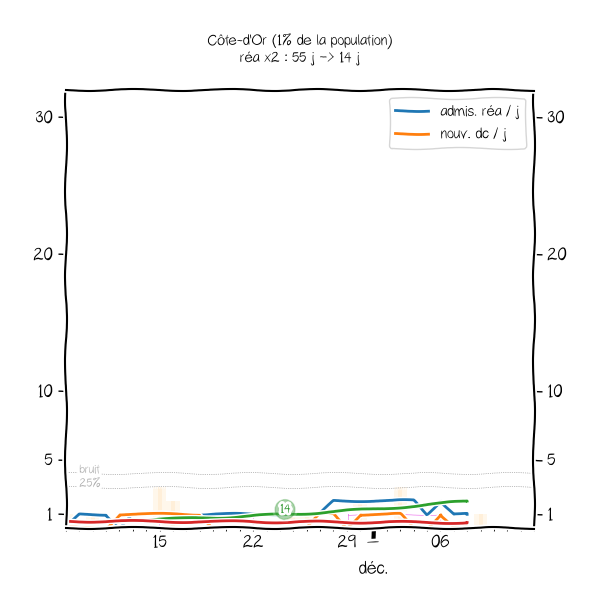 Côte-d'Or (1% de la population)
réa x2 : 55 j -> 14 j
admis. réa / j
nouv. dc / j
30
30
20
20
10
10
5
5
bruit
25%
14
1
1
15
22
29
06
déc.